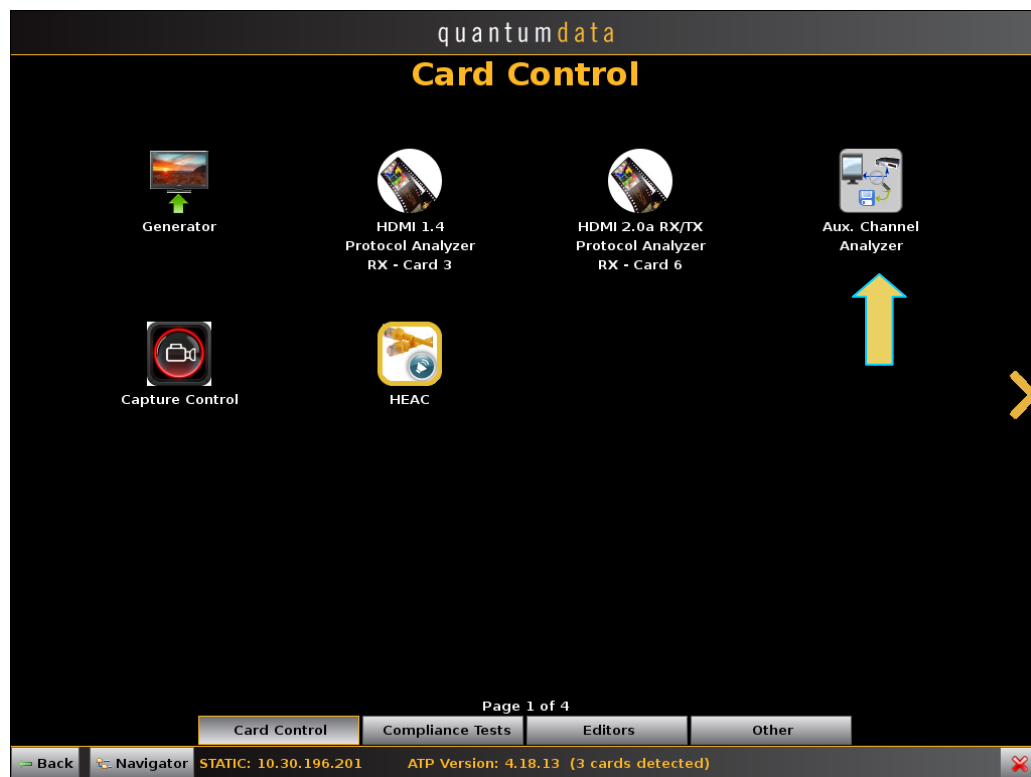 quantumdata
Card Control
Generator
HDMI 1.4
Protocol Analyzer
RX - Card 3
HDMI 2.0a RX/TX
Protocol Analyzer
RX - Card 6
Aux. Channel
Analyzer
Capture Control
HEAC
Page 1 of 4
Card Control
Compliance Tests
Editors
Other
Back
Navigator
STATIC: 10.30.196.201
ATP Version: 4.18.13 (3 cards detected)